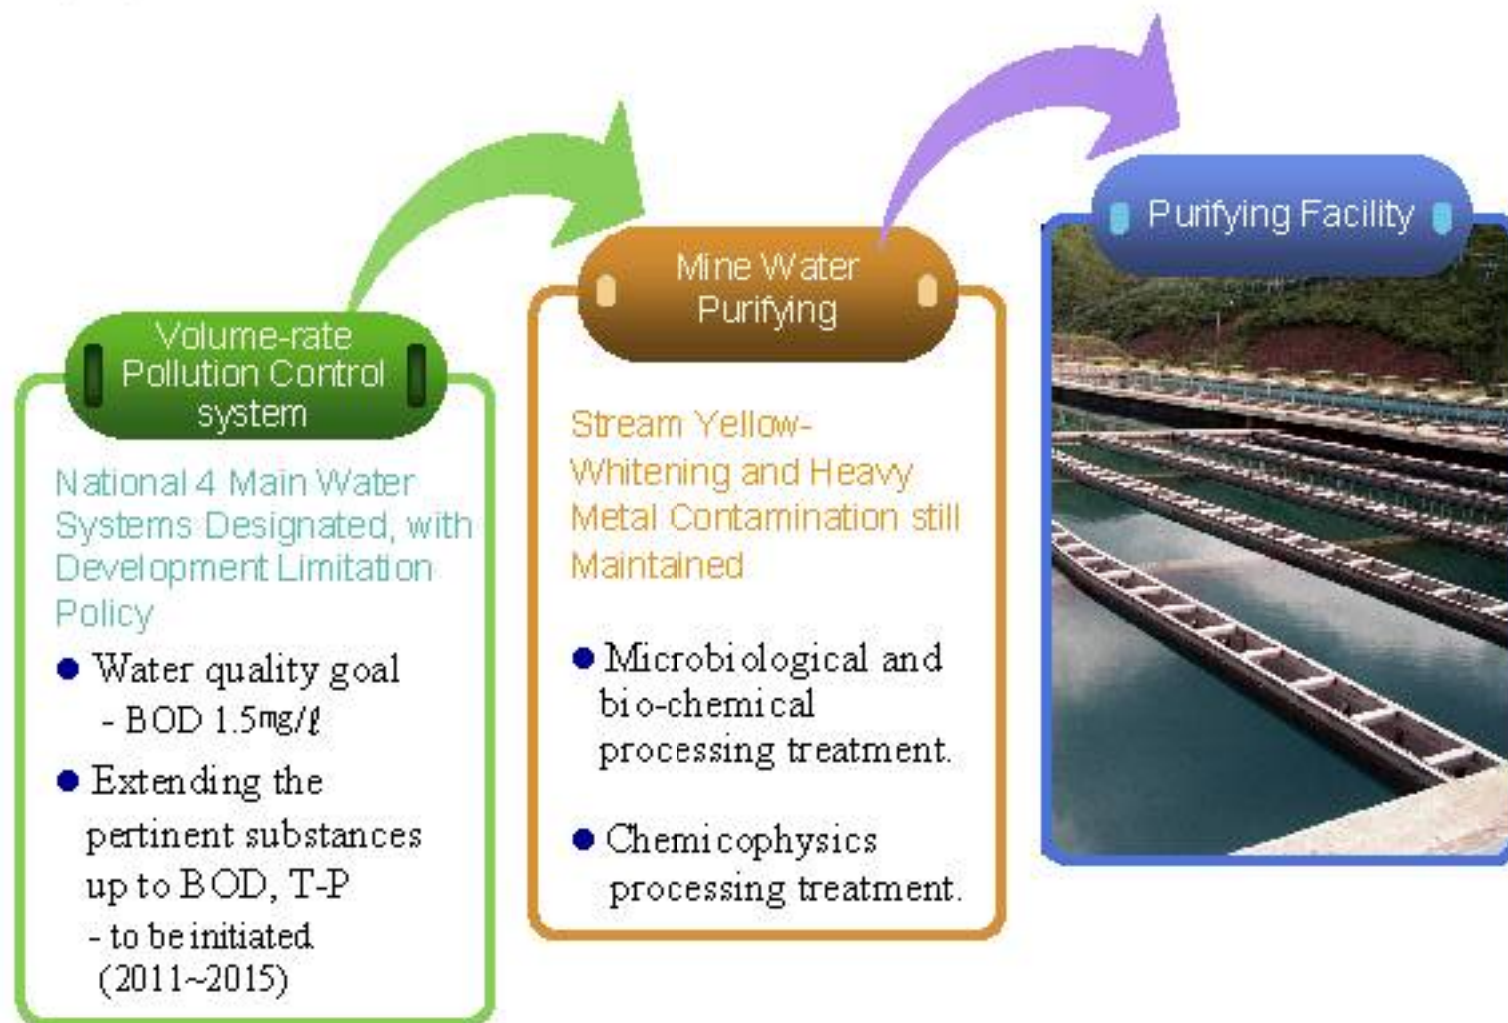 Volume-rate
Pollution Control
system
National 4 Main Water
Systems Designated, with
Development Limitation
Policy
● Water quality goal
- BOD 1.5㎎/ℓ
● Extending the
pertinent substances
up to BOD, T-P
- to be initiated
(2011~2015)
Mine Water
Purifying
Stream Yellow-
Whitening and Heavy
Metal Contamination still
Maintained
● Microbiological and
bio-chemical
processing treatment.
● Chemicophysics
processing treatment.
Purifying Facility